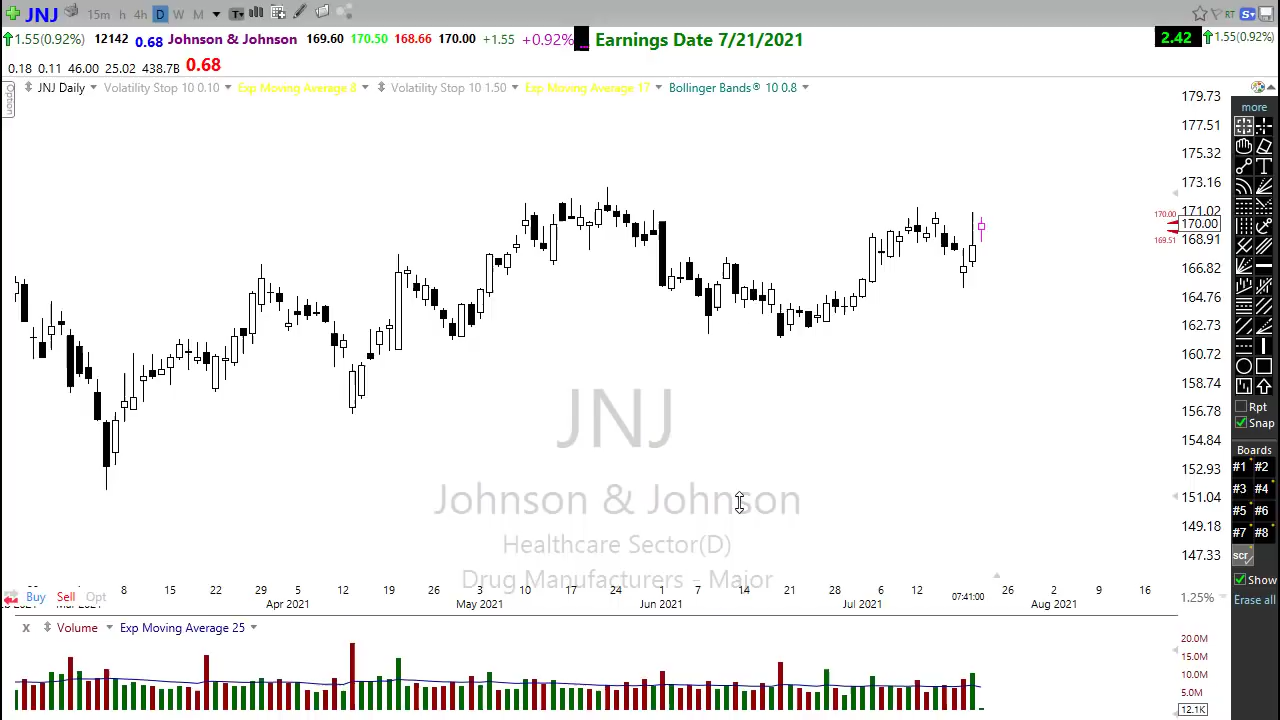 JNJ 15m h 4h D W M T RT S
1.55(0.92%) 12142 0.68 Johnson & Johnson 169.60 170.50 168.66 170.00 +1.55 +0.92% Earnings Date 7/21/2021 2.42 1.55(0.92%)
0.18 0.11 46.00 25.02 438.7B 0.68
JNJ Daily Volatility Stop 10 0.10 Exp Moving Average 8 Volatility Stop 10 1.50 Exp Moving Average 17 Bollinger Bands® 10 0.8
Option
179.73
177.51
175.32
173.16
171.02
170.00
168.91
166.82
164.76
162.73
160.72
158.74
156.78
154.84
152.93
151.04
149.18
147.33
1.25%
170.00
169.51
more
Rpt
Snap
Boards
#1 #2
#3 #4
#5 #6
#7 #8
scr
Show
Erase all
JNJ
Johnson & Johnson
Healthcare Sector(D)
Drug Manufacturers - Major
8 15 22 29 5 12 19 26 3 10 17 24 1 7 14 21 28 6 12 07:41:00 26 2 9 16
Buy Sell Opt
Apr 2021 May 2021 Jun 2021 Jul 2021 Aug 2021
x Volume Exp Moving Average 25
20.0M
15.0M
10.0M
5.0M
12.1K